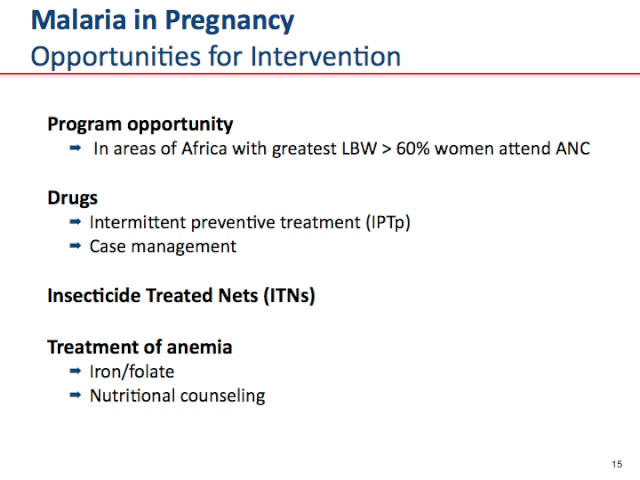 Malaria in Pregnancy
Opportunities for Intervention
Program opportunity
➡ In areas of Africa with greatest LBW > 60% women attend ANC
Drugs
➡ Intermittent preventive treatment (IPTp)
➡ Case management
Insecticide Treated Nets (ITNs)
Treatment of anemia
➡ Iron/folate
➡ Nutritional counseling
15